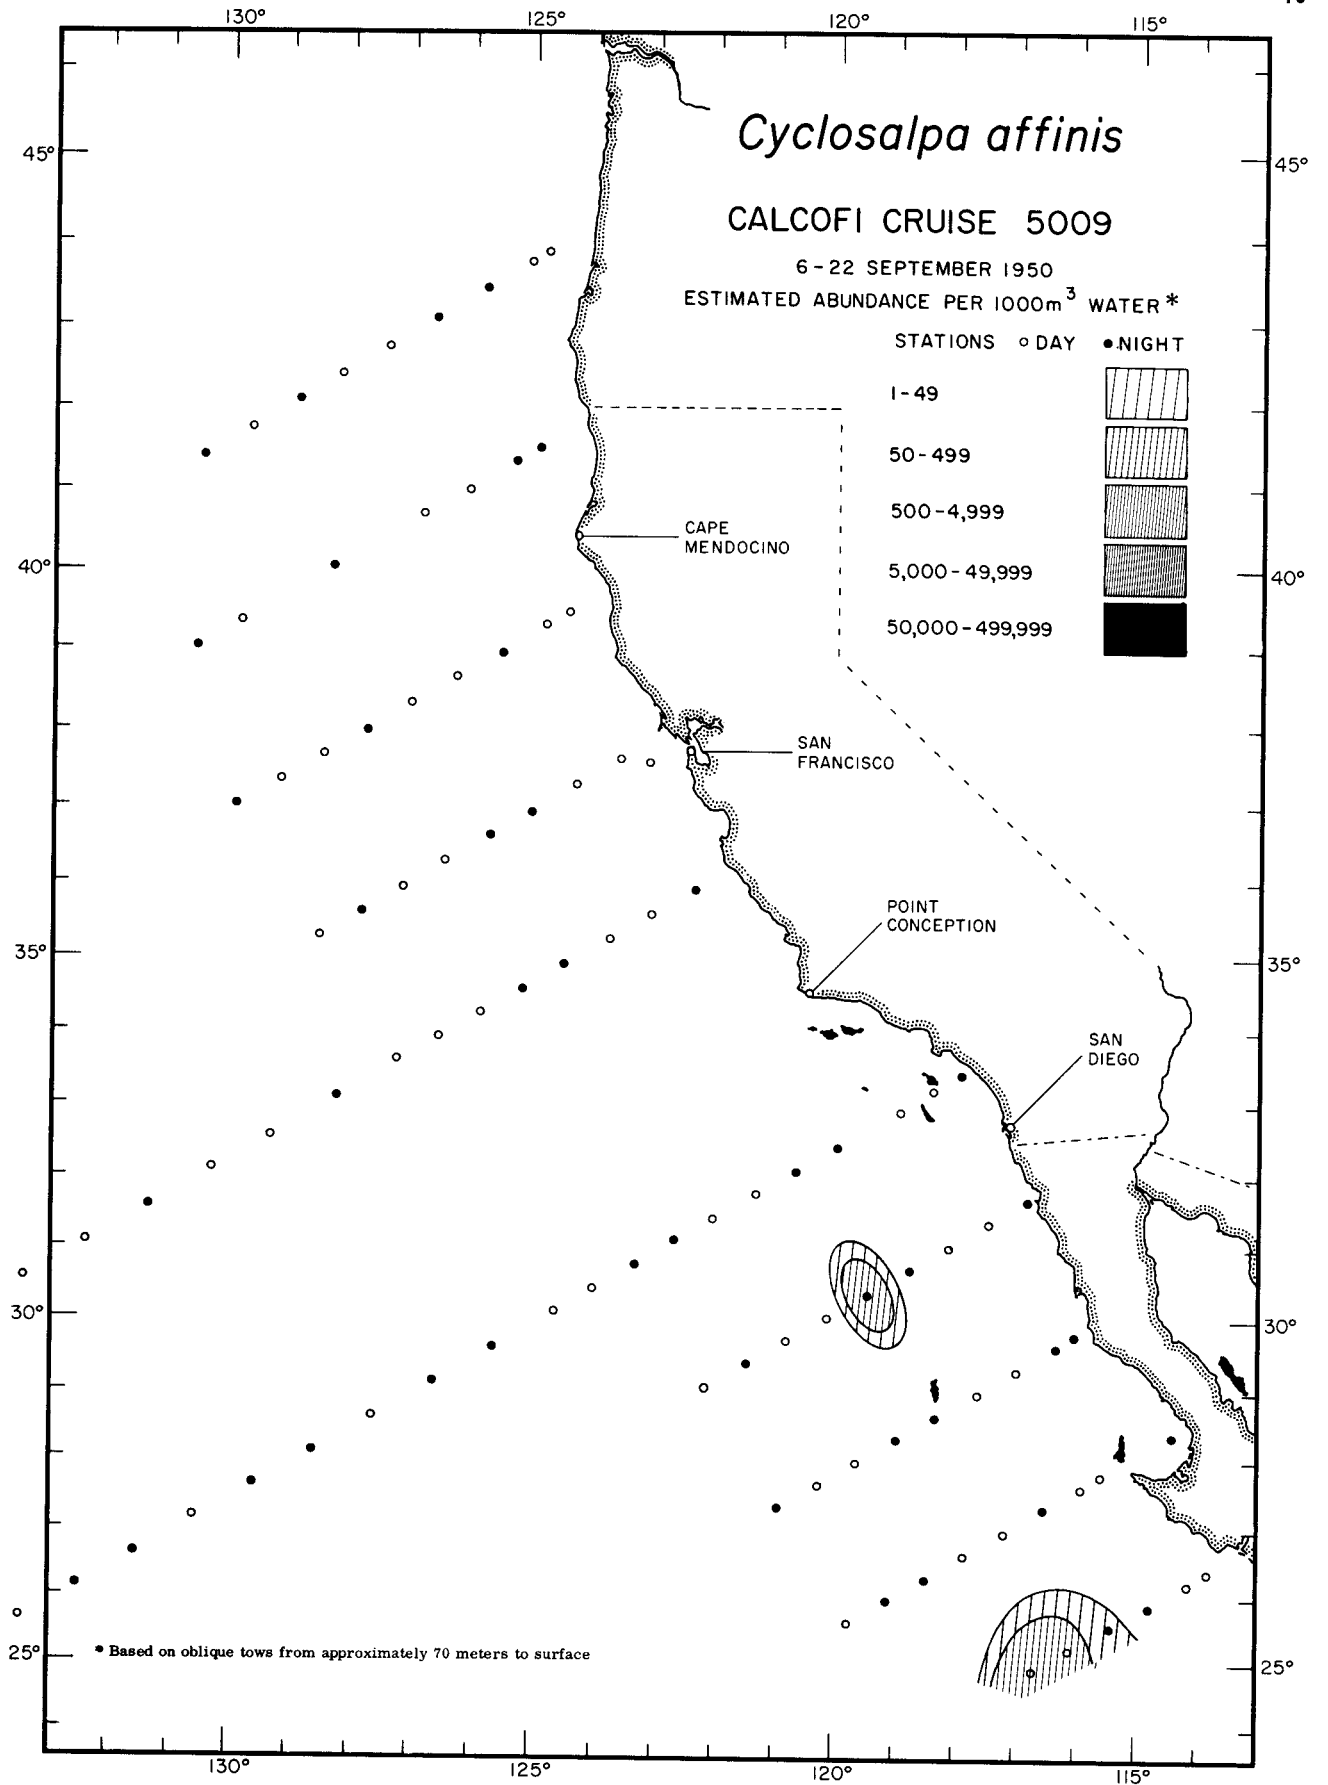 130° 125° 120° 115°
Cyclosalpa affinis
45° 45°
CALCOFI CRUISE 5009
6-22 SEPTEMBER 1950
ESTIMATED ABUNDANCE PER 1000m³ WATER*
STATIONS ○ DAY ● NIGHT
1-49
50-499
500-4,999
5,000-49,999
50,000-499,999
CAPE
MENDOCINO
40° 40°
SAN
FRANCISCO
POINT
CONCEPTION
35° 35°
SAN
DIEGO
30° 30°
* Based on oblique tows from approximately 70 meters to surface
25° 25°
130° 125° 120° 115°